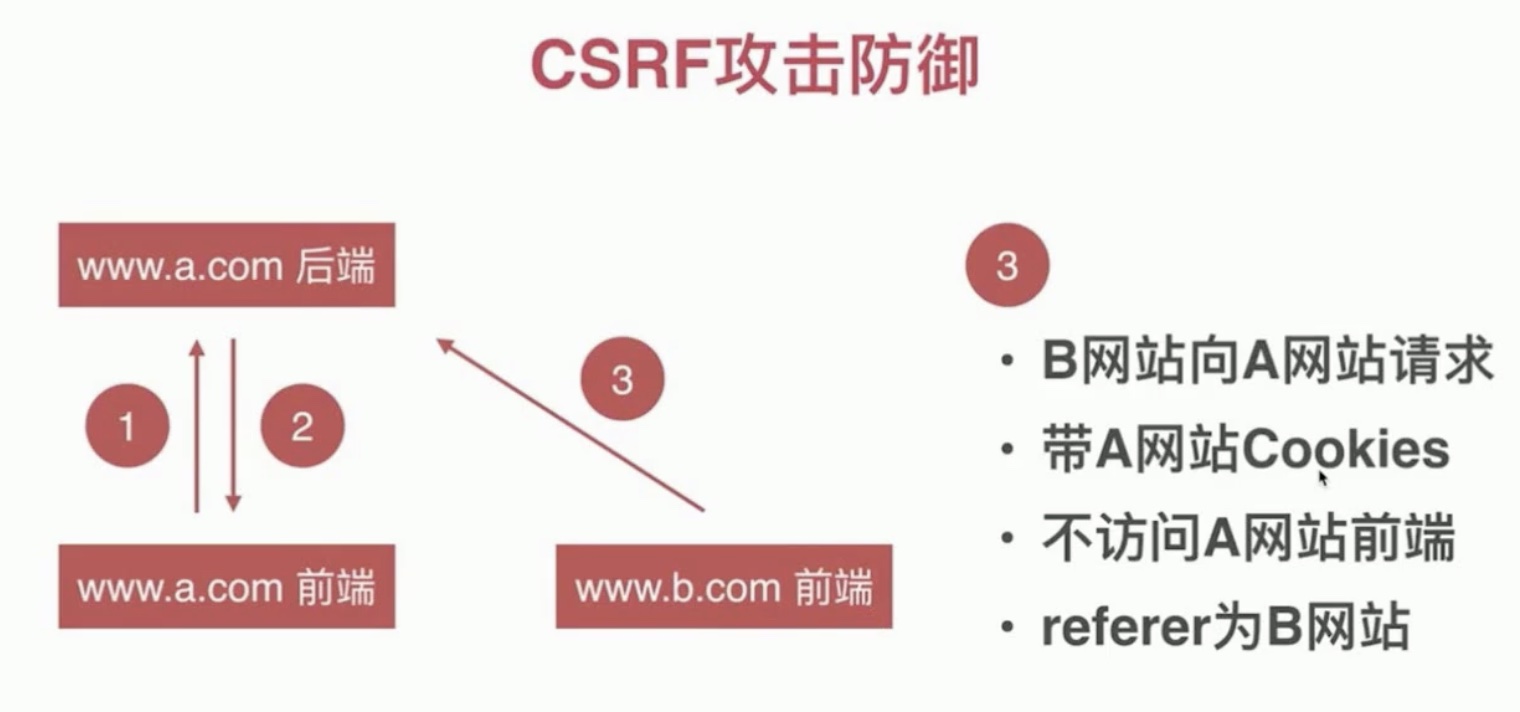 CSRF攻击防御
www.a.com 后端
1
2
3
www.a.com 前端
www.b.com 前端
3
• B网站向A网站请求
• 带A网站Cookies
• 不访问A网站前端
• referer为B网站